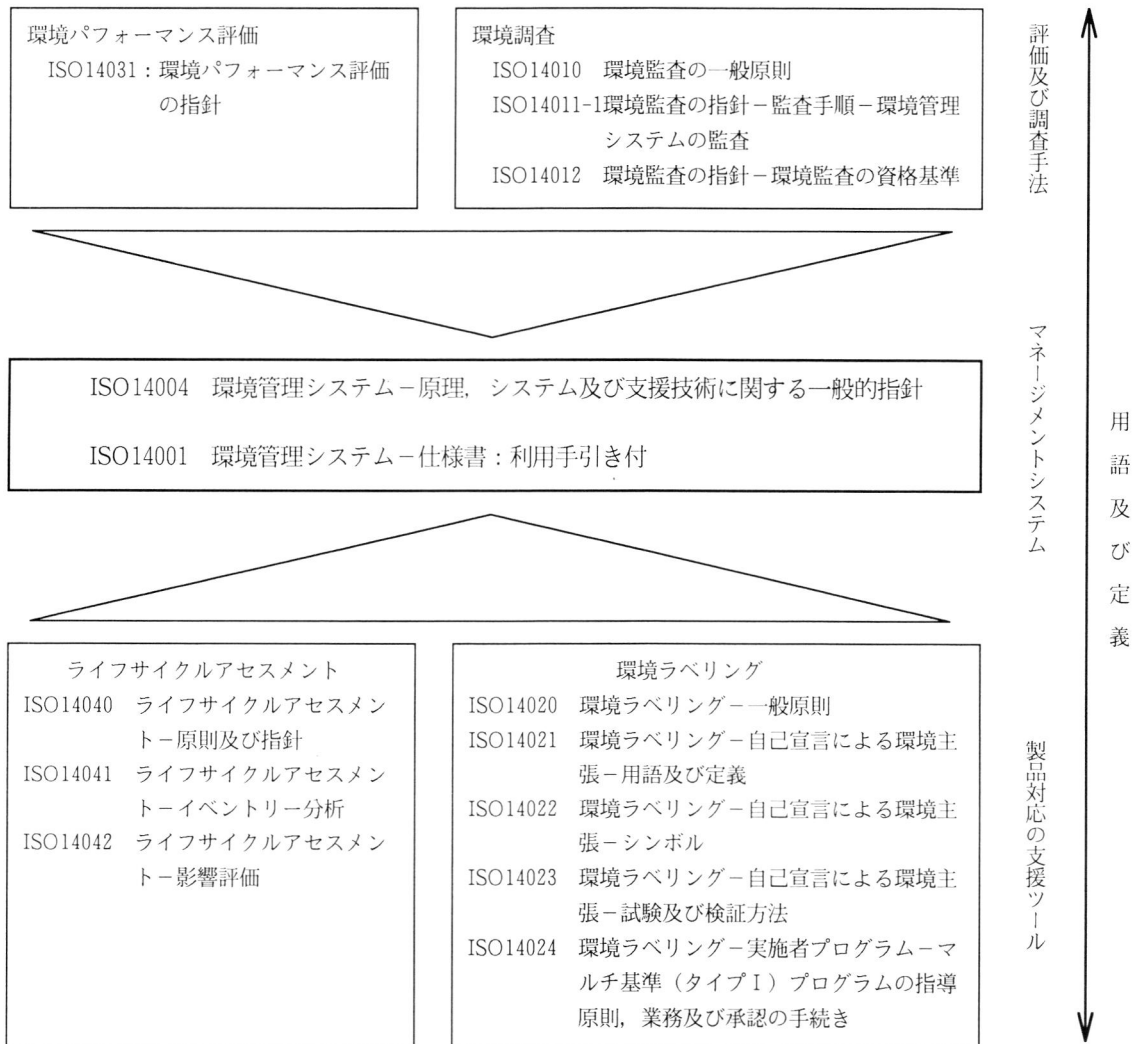 環境パフォーマンス評価
ISO14031：環境パフォーマンス評価
の指針
環境調査
ISO14010 環境監査の一般原則
ISO14011-1環境監査の指針－監査手順－環境管理
システムの監査
ISO14012 環境監査の指針－環境監査の資格基準
評価及び調査手法
ISO14004 環境管理システム－原理，システム及び支援技術に関する一般的指針
ISO14001 環境管理システム－仕様書：利用手引き付
マネージメントシステム
用語及び定義
ライフサイクルアセスメント
ISO14040 ライフサイクルアセスメン
ト－原則及び指針
ISO14041 ライフサイクルアセスメン
ト－イベントリー分析
ISO14042 ライフサイクルアセスメン
ト－影響評価
環境ラベリング
ISO14020 環境ラベリング－一般原則
ISO14021 環境ラベリング－自己宣言による環境主
張－用語及び定義
ISO14022 環境ラベリング－自己宣言による環境主
張－シンボル
ISO14023 環境ラベリング－自己宣言による環境主
張－試験及び検証方法
ISO14024 環境ラベリング－実施者プログラム－マ
ルチ基準（タイプⅠ）プログラムの指導
原則，業務及び承認の手続き
製品対応の支援ツール